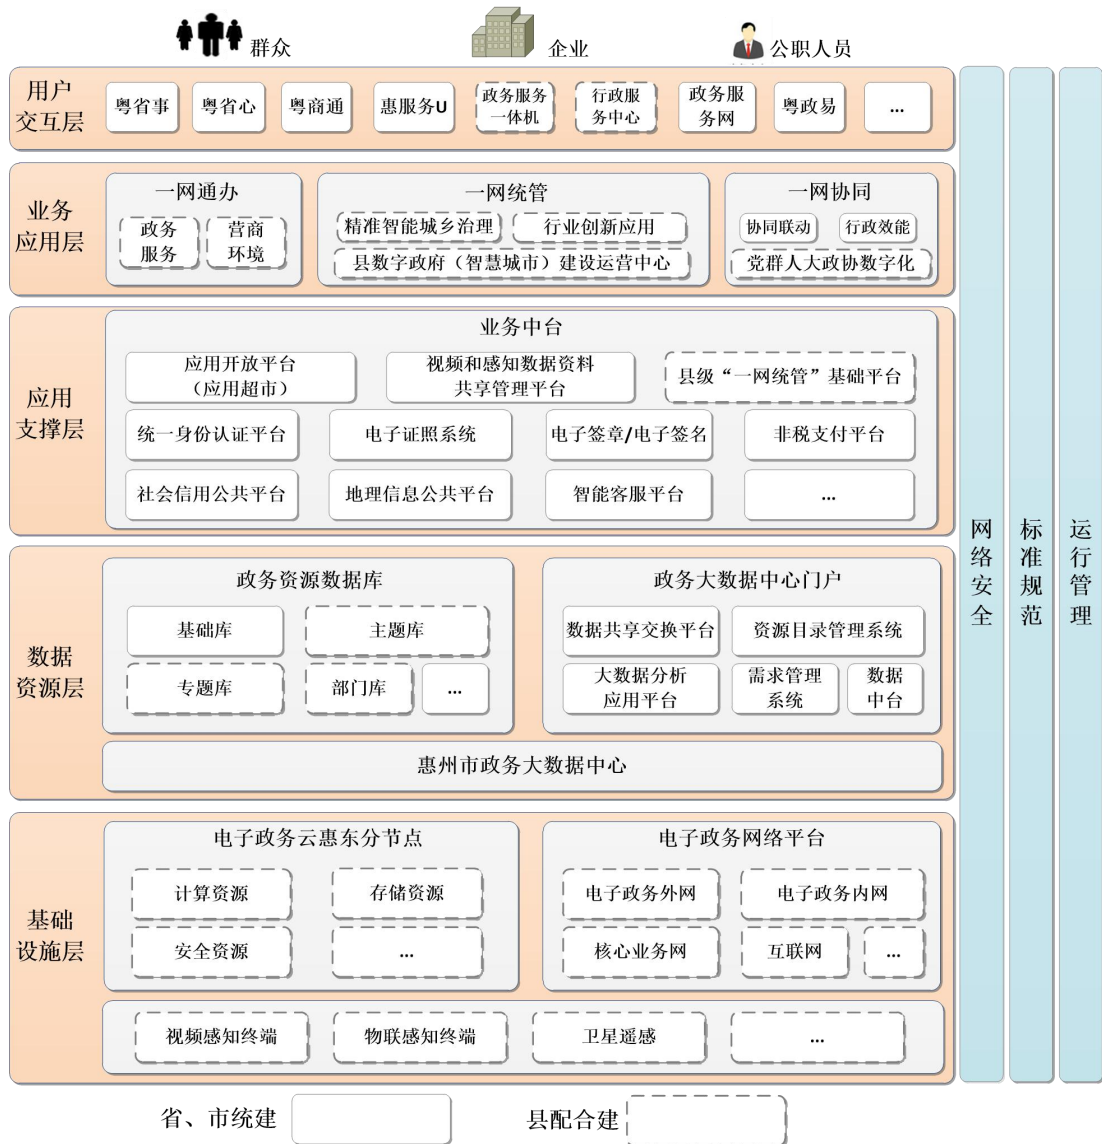 群众
企业
公职人员
用户
交互层
粤省事
粤省心
粤商通
惠服务U
政务服务
一体机
行政服
务中心
政务服
务网
粤政易
...
业务
应用层
一网通办
政务
服务
营商
环境
一网统管
精准智能城乡治理
行业创新应用
县数字政府（智慧城市）建设运营中心
一网协同
协同联动
行政效能
党群人大政协数字化
应用
支撑层
业务中台
应用开放平台
（应用超市）
视频和感知数据资料
共享管理平台
县级“一网统管”基础平台
统一身份认证平台
电子证照系统
电子签章/电子签名
非税支付平台
社会信用公共平台
地理信息公共平台
智能客服平台
...
数据
资源层
政务资源数据库
基础库
主题库
专题库
部门库
...
政务大数据中心门户
数据共享交换平台
资源目录管理系统
大数据分析
应用平台
需求管理
系统
数据
中台
惠州市政务大数据中心
基础
设施层
电子政务云惠东分节点
计算资源
存储资源
安全资源
...
电子政务网络平台
电子政务外网
电子政务内网
核心业务网
互联网
...
视频感知终端
物联感知终端
卫星遥感
...
网络安全
标准规范
运行管理
省、市统建
县配合建